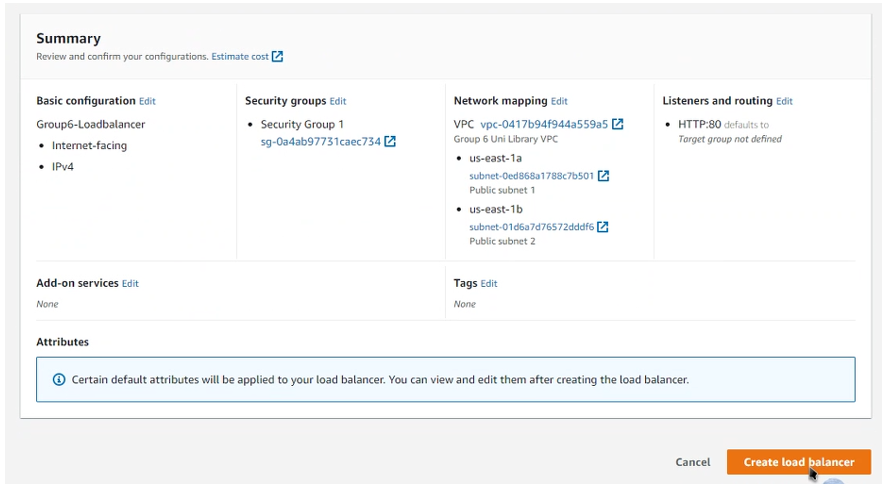 Summary
Review and confirm your configurations. Estimate cost
Basic configuration Edit
Group6-Loadbalancer
• Internet-facing
• IPv4
Security groups Edit
• Security Group 1
sg-0a4ab97731caec734
Network mapping Edit
VPC vpc-0417b94f944a559a5
Group 6 Uni Library VPC
• us-east-1a
subnet-0ed868a1788c7b501
Public subnet 1
• us-east-1b
subnet-01d6a7d76572dddf6
Public subnet 2
Listeners and routing Edit
• HTTP:80 defaults to
Target group not defined
Add-on services Edit
None
Tags Edit
None
Attributes
Certain default attributes will be applied to your load balancer. You can view and edit them after creating the load balancer.
Cancel
Create load balancer